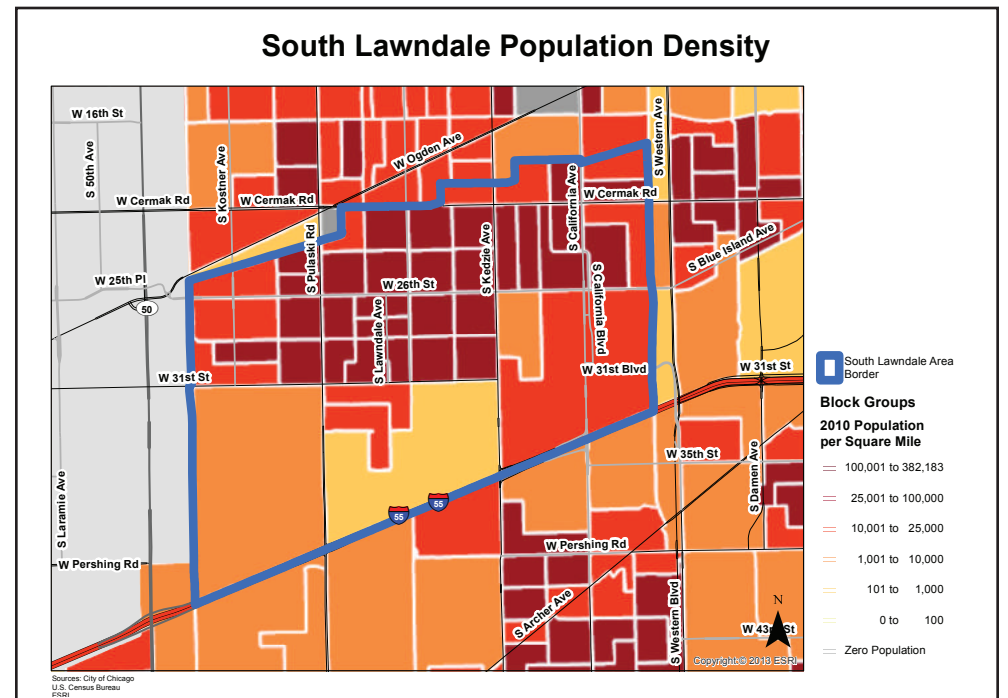 South Lawndale Population Density
W 16th St
S 50th Ave
S Kostner Ave
W Ogden Ave
S Western Ave
W Cermak Rd
W Cermak Rd
W Cermak Rd
S California Ave
S Pulaski Rd
S Kedzie Ave
S Blue Island Ave
W 25th Pl
W 26th St
50
S Lawndale Ave
S California Blvd
W 31st St
W 31st Blvd
W 31st St
S Laramie Ave
W 35th St
S Damen Ave
55
55
W Pershing Rd
W Pershing Rd
S Archer Ave
S Western Blvd
W 43rd St
N
Copyright:© 2013 ESRI
South Lawndale Area
Border
Block Groups
2010 Population
per Square Mile
100,001 to 382,183
25,001 to 100,000
10,001 to 25,000
1,001 to 10,000
101 to 1,000
0 to 100
Zero Population
Sources: City of Chicago
U.S. Census Bureau
ESRI